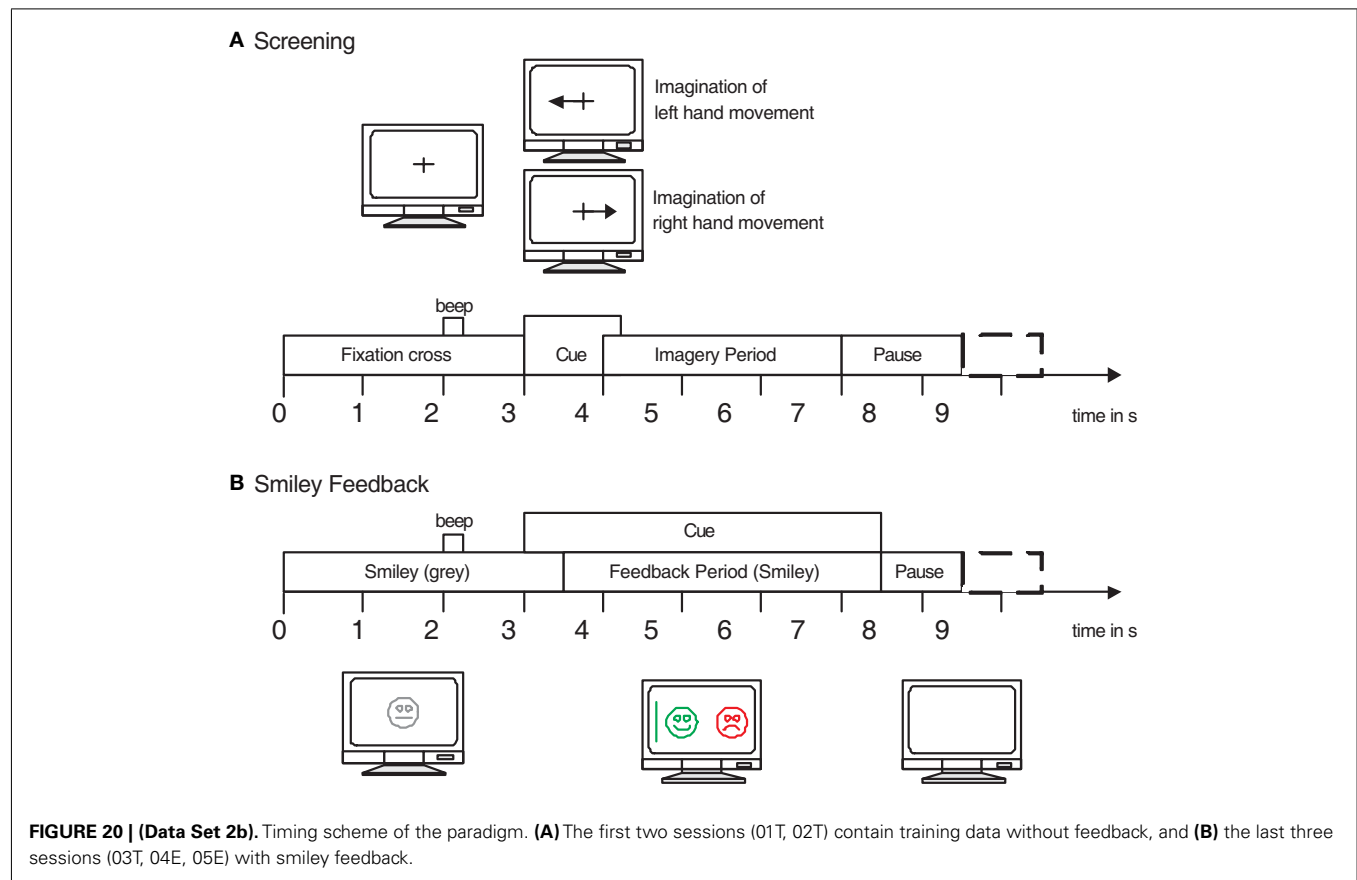 A Screening
Imagination of
left hand movement
Imagination of
right hand movement
beep
Fixation cross
Cue
Imagery Period
Pause
0 1 2 3 4 5 6 7 8 9 time in s
B Smiley Feedback
beep
Cue
Smiley (grey)
Feedback Period (Smiley)
Pause
0 1 2 3 4 5 6 7 8 9 time in s
FIGURE 20 | (Data Set 2b). Timing scheme of the paradigm. (A) The first two sessions (01T, 02T) contain training data without feedback, and (B) the last three
sessions (03T, 04E, 05E) with smiley feedback.